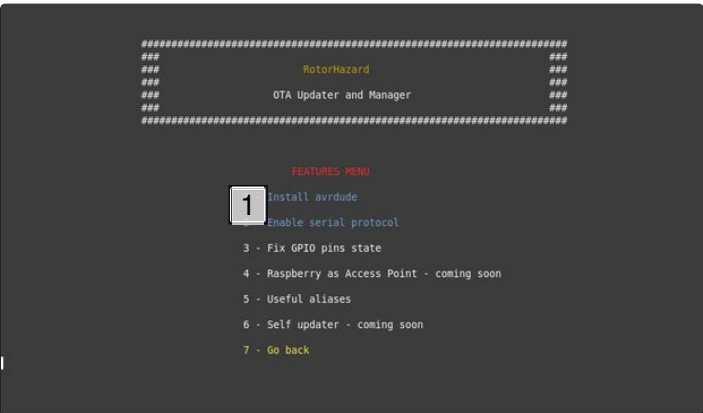 #######################################################################
### ###
### RotorHazard ###
### ###
### OTA Updater and Manager ###
### ###
#######################################################################
FEATURES MENU
1 Install avrdude
Enable serial protocol
3 - Fix GPIO pins state
4 - Raspberry as Access Point - coming soon
5 - Useful aliases
6 - Self updater - coming soon
7 - Go back